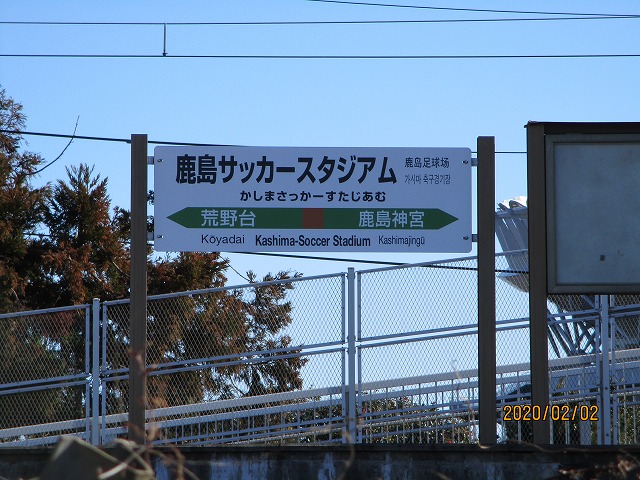 鹿島サッカースタジアム
鹿島足球场
가시마 축구경기장
かしまさっかーすたじあむ
荒野台 鹿島神宮
Kōyadai Kashima-Soccer Stadium Kashimajingū
2020/02/02